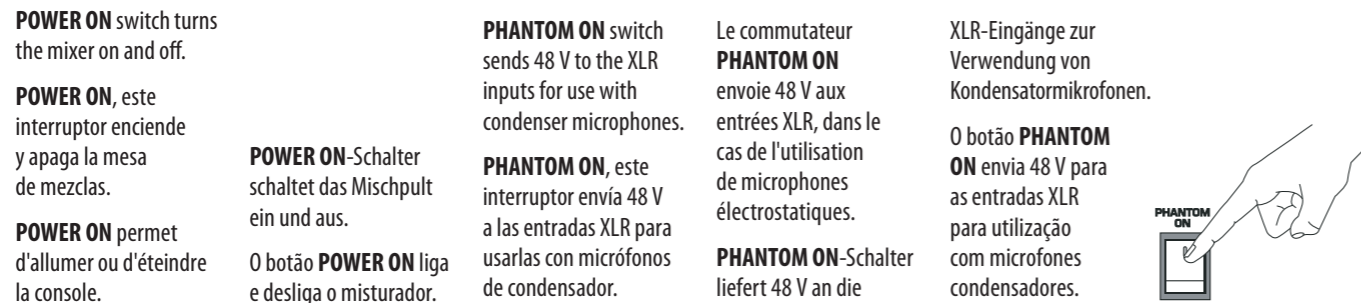 POWER ON switch turns
the mixer on and off.
POWER ON, este
interruptor enciende
y apaga la mesa
de mezclas.
POWER ON permet
d'allumer ou d'éteindre
la console.
POWER ON-Schalter
schaltet das Mischpult
ein und aus.
O botão POWER ON liga
e desliga o misturador.
PHANTOM ON switch
sends 48 V to the XLR
inputs for use with
condenser microphones.
PHANTOM ON, este
interruptor envía 48 V
a las entradas XLR para
usarlas con micrófonos
de condensador.
Le commutateur
PHANTOM ON
envoie 48 V aux
entrées XLR, dans le
cas de l'utilisation
de microphones
électrostatiques.
PHANTOM ON-Schalter
liefert 48 V an die
XLR-Eingänge zur
Verwendung von
Kondensatormikrofonen.
O botão PHANTOM
ON envia 48 V para
as entradas XLR
para utilização
com microfones
condensadores.
PHANTOM
ON